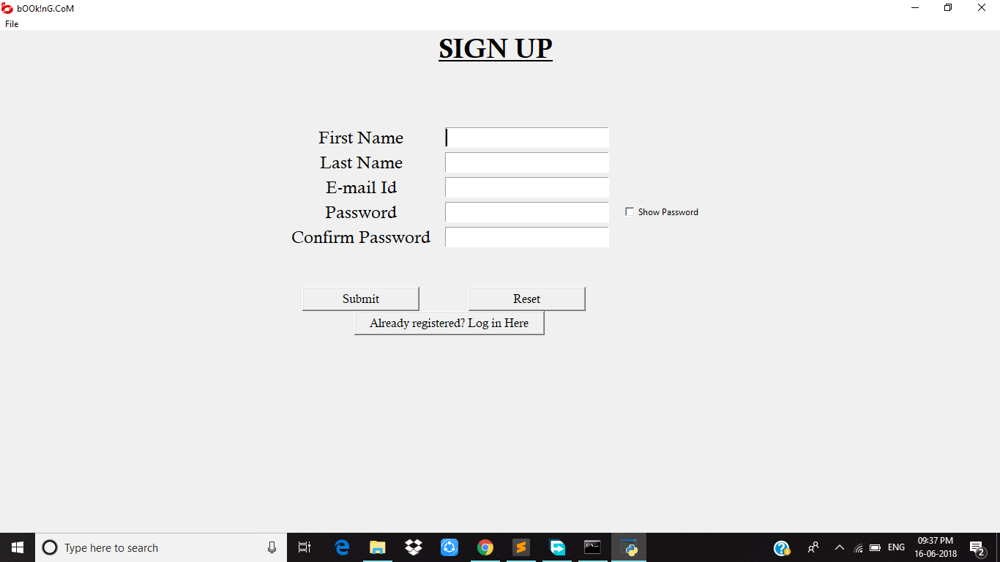 bOOk!nG.CoM
File
SIGN UP
First Name
Last Name
E-mail Id
Password
Show Password
Confirm Password
Submit
Reset
Already registered? Log in Here
Type here to search
ENG
09:37 PM
16-06-2018
2